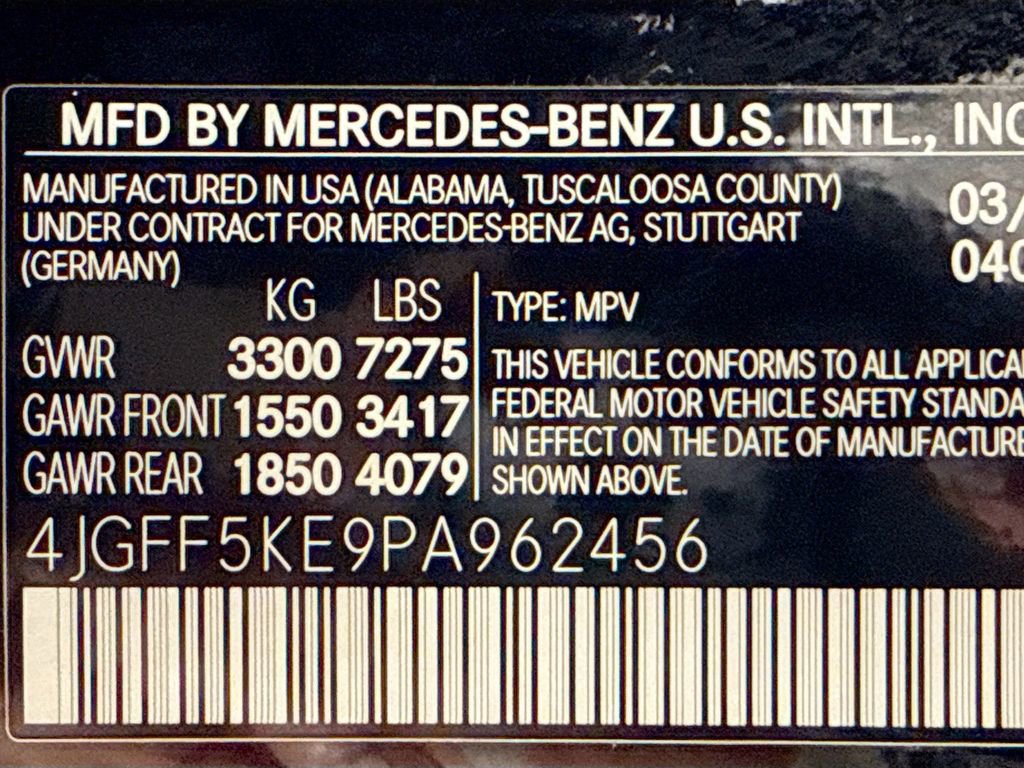 MFD BY MERCEDES-BENZ U.S. INTL., INC
MANUFACTURED IN USA (ALABAMA, TUSCALOOSA COUNTY)
UNDER CONTRACT FOR MERCEDES-BENZ AG, STUTTGART
(GERMANY)
03/
040
KG LBS
GVWR 3300 7275
GAWR FRONT 1550 3417
GAWR REAR 1850 4079
TYPE: MPV
THIS VEHICLE CONFORMS TO ALL APPLICA
FEDERAL MOTOR VEHICLE SAFETY STANDA
IN EFFECT ON THE DATE OF MANUFACTURE
SHOWN ABOVE.
4JGFF5KE9PA962456